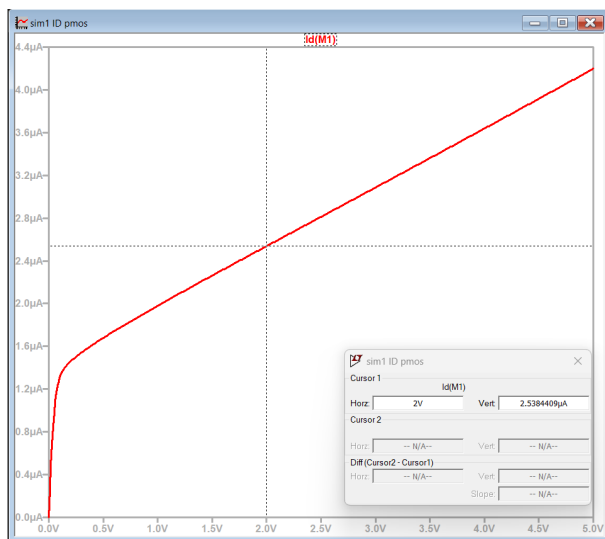 sim1 ID pmos
Id(M1)
4.4µA
4.0µA
3.6µA
3.2µA
2.8µA
2.4µA
2.0µA
1.6µA
1.2µA
0.8µA
0.4µA
0.0µA
0.0V 0.5V 1.0V 1.5V 2.0V 2.5V 3.0V 3.5V 4.0V 4.5V 5.0V
sim1 ID pmos
Cursor 1
Id(M1)
Horz: 2V Vert: 2.5384409µA
Cursor 2
Horz: -- N/A-- Vert: -- N/A--
Diff (Cursor2 - Cursor1)
Horz: -- N/A-- Vert: -- N/A--
Slope: -- N/A--